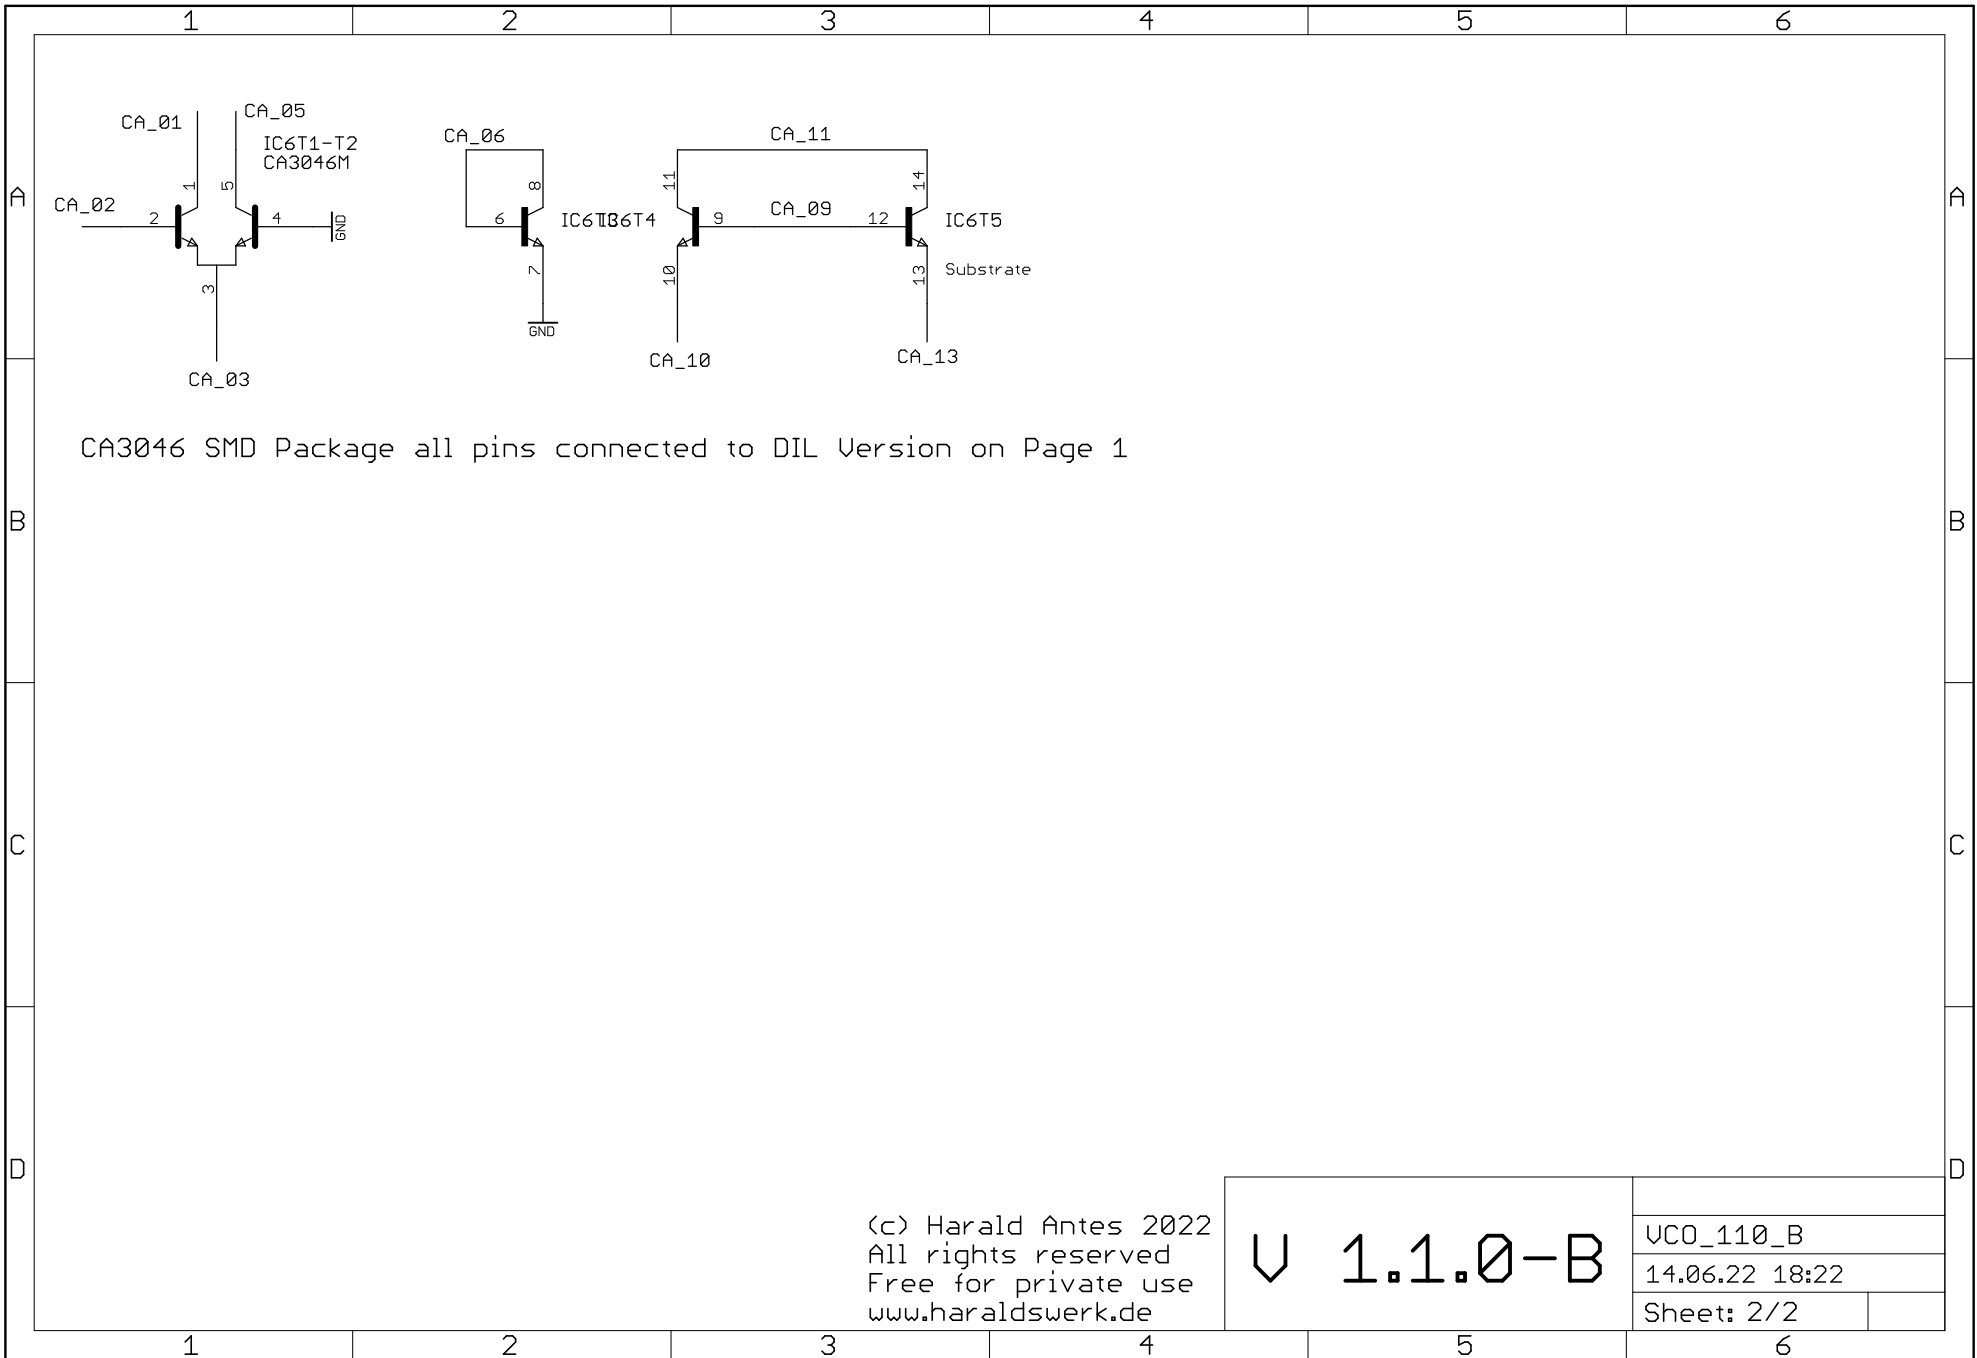 1 2 3 4 5 6
CA_01
CA_05
IC6T1-T2
CA3046M
CA_06
CA_11
1
5
8
11
14
A
A
CA_02
2
4
GND
6
IC6T3
IC6T4
9
CA_09
12
IC6T5
3
7
10
13
Substrate
GND
CA_03
CA_10
CA_13
CA3046 SMD Package all pins connected to DIL Version on Page 1
B
B
C
C
D
D
(c) Harald Antes 2022
All rights reserved
Free for private use
www.haraldswerk.de
V 1.1.0-B
VCO_110_B
14.06.22 18:22
Sheet: 2/2
1 2 3 4 5 6